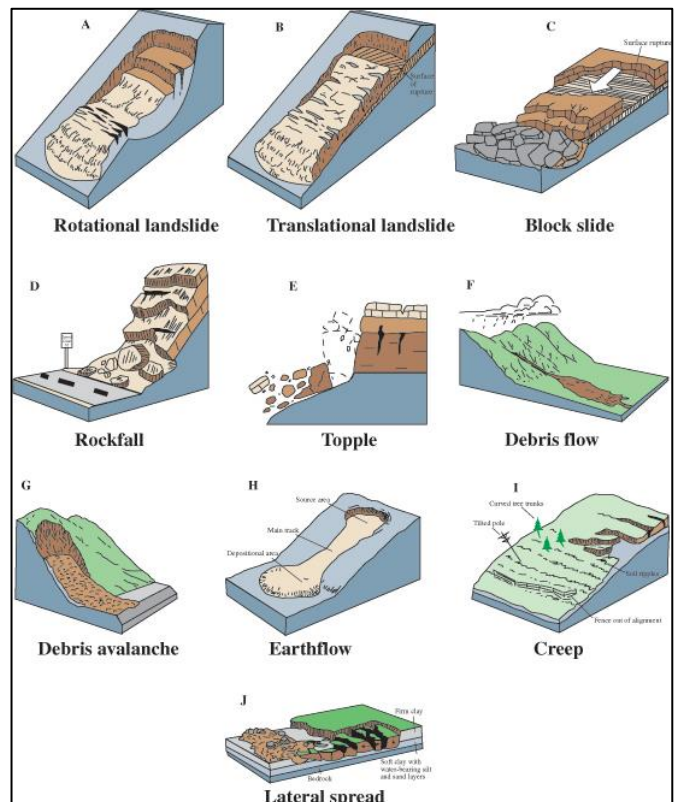 A
B
C
Surface rupture
Surface of rupture
Rotational landslide
Translational landslide
Block slide
D
E
F
Rockfall
Topple
Debris flow
G
H
I
Source area
Main track
Depositional area
Curved tree trunks
Tilted pole
Soil ripples
Fence out of alignment
Debris avalanche
Earthflow
Creep
J
Firm clay
Soft clay with
water-bearing silt
and sand layers
Bedrock
Lateral spread